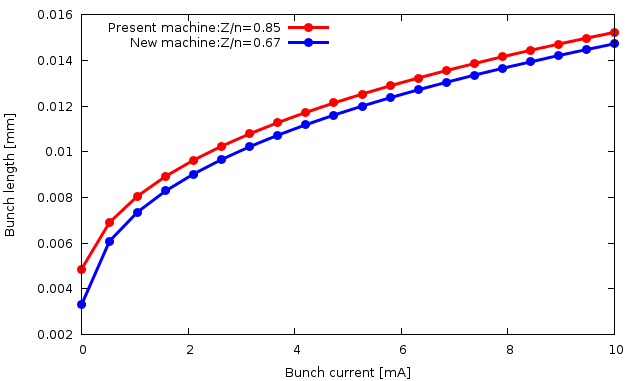 0.016
0.014
0.012
0.01
0.008
0.006
0.004
0.002
Bunch length [mm]
Present machine:Z/n=0.85
New machine:Z/n=0.67
0 2 4 6 8 10
Bunch current [mA]